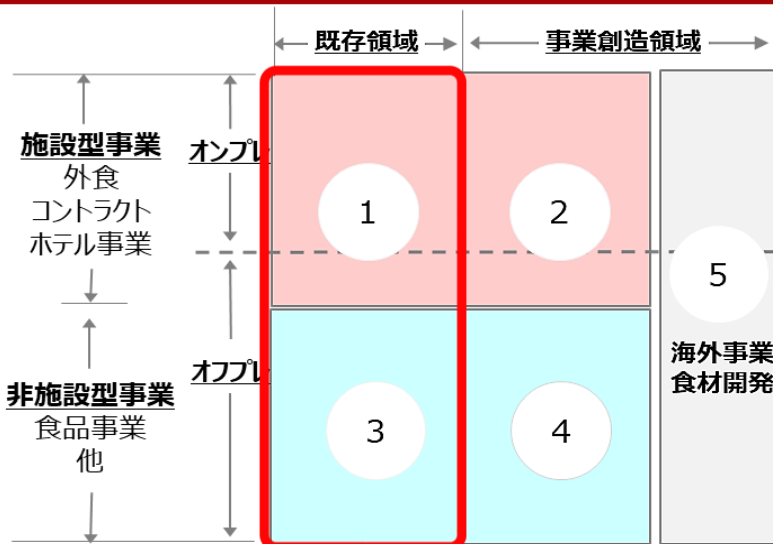 既存領域
事業創造領域
施設型事業
外食
コントラクト
ホテル事業
オンプレ
1
2
5
海外事業
食材開発
オフプレ
非施設型事業
食品事業
他
3
4